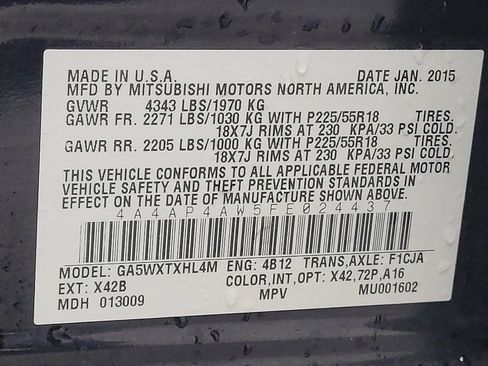 MADE IN U.S.A. DATE JAN. 2015
MFD BY MITSUBISHI MOTORS NORTH AMERICA, INC.
GVWR 4343 LBS/1970 KG
GAWR FR. 2271 LBS/1030 KG WITH P225/55R18 TIRES.
18X7J RIMS AT 230 KPA/33 PSI COLD.
GAWR RR. 2205 LBS/1000 KG WITH P225/55R18 TIRES.
18X7J RIMS AT 230 KPA/33 PSI COLD.
THIS VEHICLE CONFORMS TO ALL APPLICABLE FEDERAL MOTOR
VEHICLE SAFETY AND THEFT PREVENTION STANDARDS IN
EFFECT ON THE DATE OF MANUFACTURE SHOWN ABOVE.
4A4AP4AW5FE024437
MODEL: GA5WXTXHL4M ENG: 4B12 TRANS,AXLE: F1CJA
EXT: X42B COLOR,INT,OPT: X42,72P,A16
MDH 013009 MPV MU001602